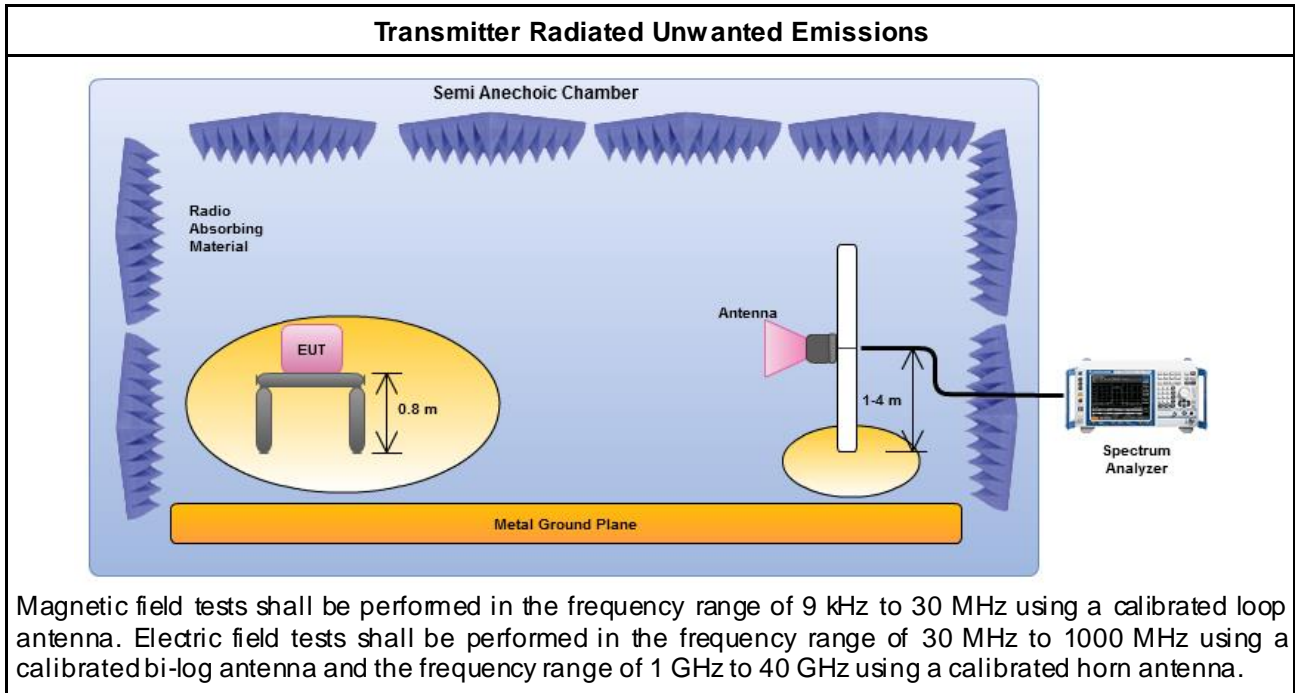 Transmitter Radiated Unwanted Emissions
Semi Anechoic Chamber
Radio
Absorbing
Material
Antenna
EUT
0.8 m
1-4 m
Spectrum
Analyzer
Metal Ground Plane
Magnetic field tests shall be performed in the frequency range of 9 kHz to 30 MHz using a calibrated loop
antenna. Electric field tests shall be performed in the frequency range of 30 MHz to 1000 MHz using a
calibrated bi-log antenna and the frequency range of 1 GHz to 40 GHz using a calibrated horn antenna.